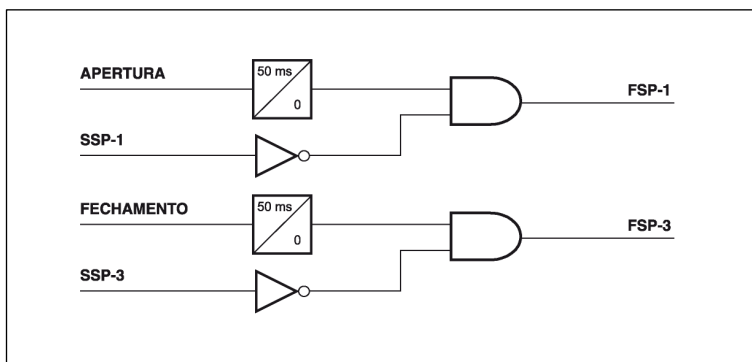 APERTURA
50 ms
0
FSP-1
SSP-1
FECHAMENTO
50 ms
0
FSP-3
SSP-3